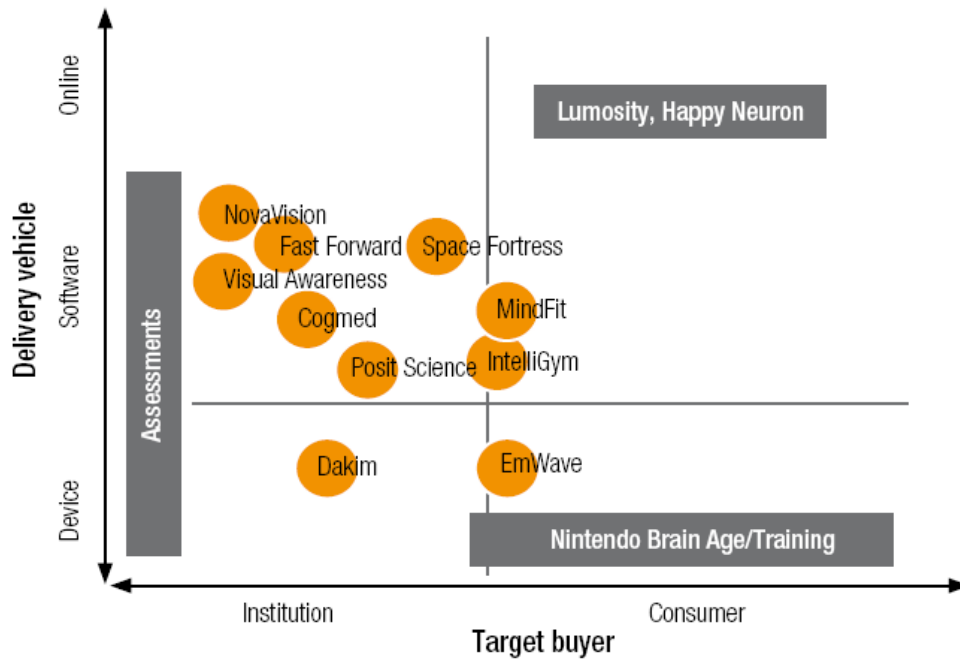 Online
Lumosity, Happy Neuron
NovaVision
Fast Forward
Space Fortress
Visual Awareness
Software
Delivery vehicle
Cogmed
MindFit
Posit Science
IntelliGym
Assessments
Dakim
EmWave
Device
Nintendo Brain Age/Training
Institution
Consumer
Target buyer